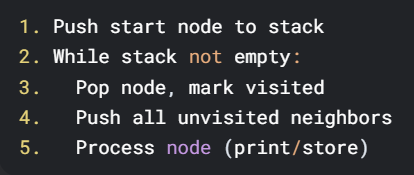 1. Push start node to stack
2. While stack not empty:
3.   Pop node, mark visited
4.   Push all unvisited neighbors
5.   Process node (print/store)